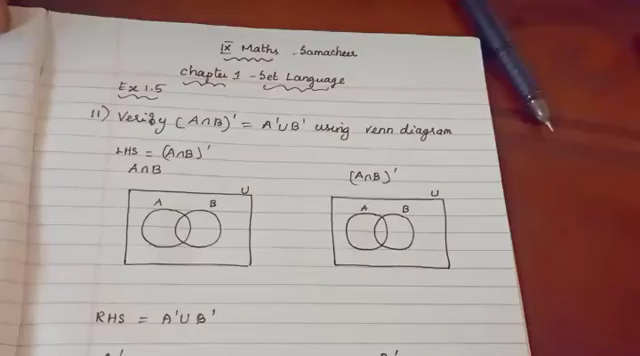 IX Maths - Samacheer
Chapter 1 - Set Language
Ex 1.5
11) Verify (A∩B)' = A'∪B' using venn diagram
LHS = (A∩B)'
A∩B
(A∩B)'
U
A B
U
A B
RHS = A'∪B'
A'
B'